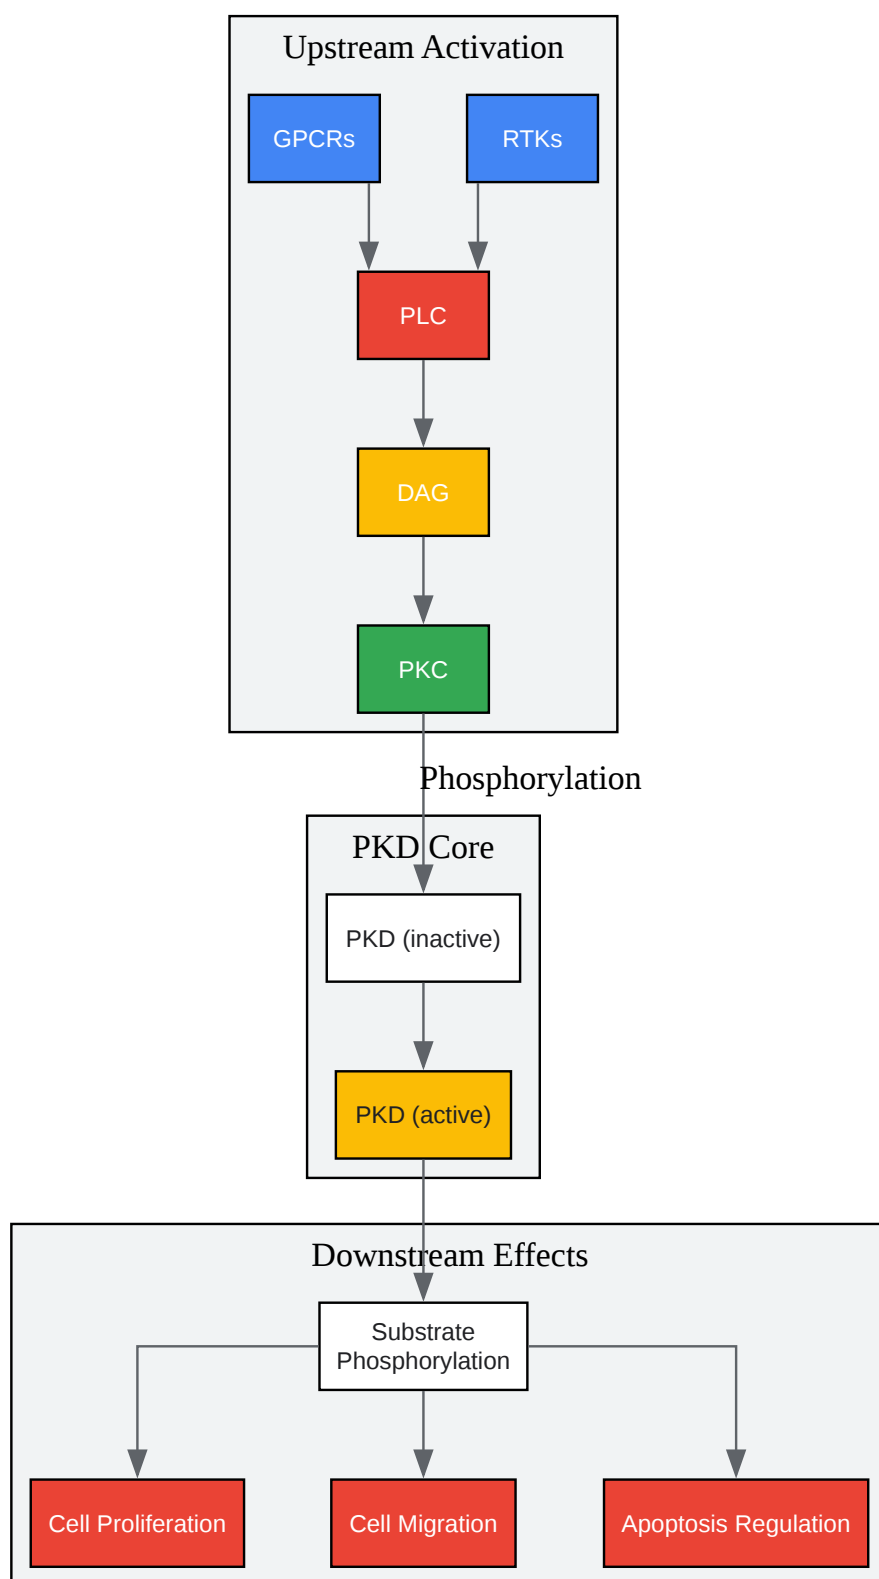 Upstream Activation
GPCRs
RTKs
PLC
DAG
PKC
Phosphorylation
PKD Core
PKD (inactive)
PKD (active)
Downstream Effects
Substrate
Phosphorylation
Cell Proliferation
Cell Migration
Apoptosis Regulation